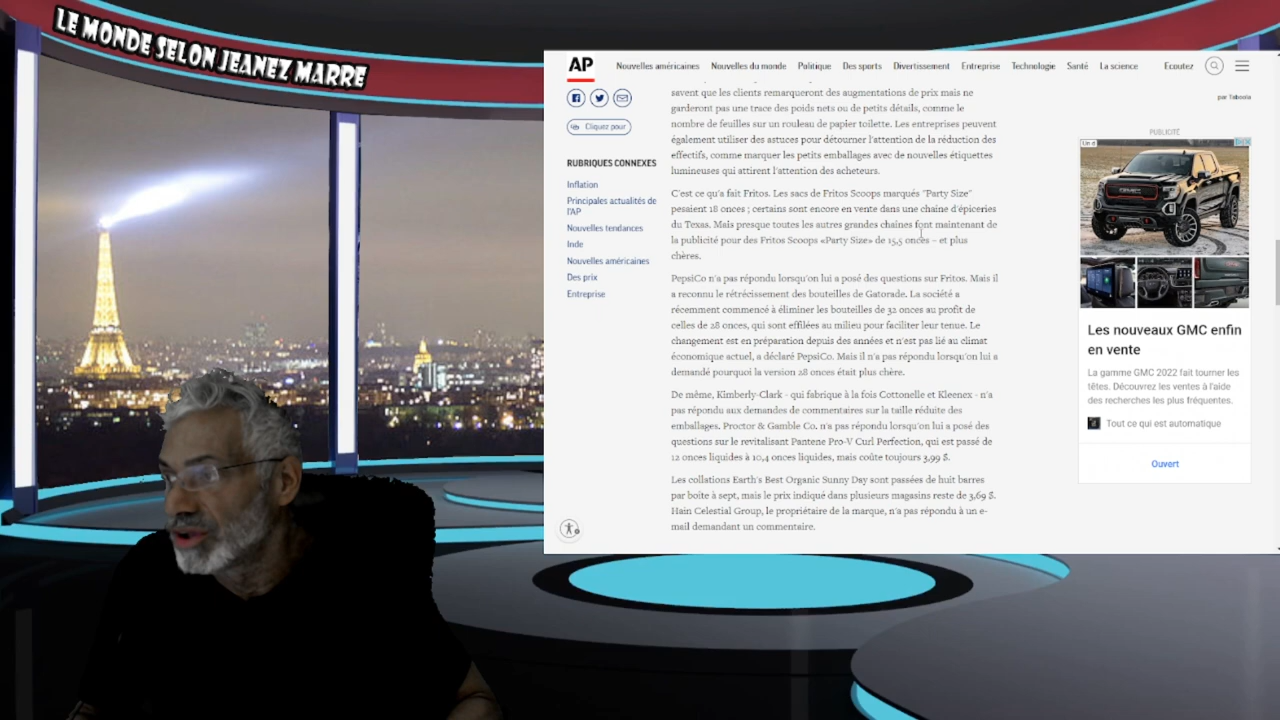 LE MONDE SELON JEANEZ MARRE
AP
Nouvelles américaines Nouvelles du monde Politique Des sports Divertissement Entreprise Technologie Santé La science Ecoutez
Cliquez pour
RUBRIQUES CONNEXES
Inflation
Principales actualités de
l'AP
Nouvelles tendances
Inde
Nouvelles américaines
Des prix
Entreprise
savent que les clients remarqueront des augmentations de prix mais ne
garderont pas une trace des poids nets ou de petits détails, comme le
nombre de feuilles sur un rouleau de papier toilette. Les entreprises peuvent
également utiliser des astuces pour détourner l'attention de la réduction des
effectifs, comme marquer les petits emballages avec de nouvelles étiquettes
lumineuses qui attirent l'attention des acheteurs.
C'est ce qu'a fait Fritos. Les sacs de Fritos Scoops marqués "Party Size"
pesaient 18 onces ; certains sont encore en vente dans une chaîne d'épiceries
du Texas. Mais presque toutes les autres grandes chaînes font maintenant de
la publicité pour des Fritos Scoops «Party Size» de 15,5 onces – et plus
chères.
PepsiCo n'a pas répondu lorsqu'on lui a posé des questions sur Fritos. Mais il
a reconnu le rétrécissement des bouteilles de Gatorade. La société a
récemment commencé à éliminer les bouteilles de 32 onces au profit de
celles de 28 onces, qui sont effilées au milieu pour faciliter leur tenue. Le
changement est en préparation depuis des années et n'est pas lié au climat
économique actuel, a déclaré PepsiCo. Mais il n'a pas répondu lorsqu'on lui a
demandé pourquoi la version 28 onces était plus chère.
De même, Kimberly-Clark - qui fabrique à la fois Cottonelle et Kleenex - n'a
pas répondu aux demandes de commentaires sur la taille réduite des
emballages. Proctor & Gamble Co. n'a pas répondu lorsqu'on lui a posé des
questions sur le revitalisant Pantene Pro-V Curl Perfection, qui est passé de
12 onces liquides à 10,4 onces liquides, mais coûte toujours 3,99 $.
Les collations Earth's Best Organic Sunny Day sont passées de huit barres
par boîte à sept, mais le prix indiqué dans plusieurs magasins reste de 3,69 $.
Hain Celestial Group, le propriétaire de la marque, n'a pas répondu à un e-
mail demandant un commentaire.
par Taboola
PUBLICITÉ
Un d
GMC
Les nouveaux GMC enfin
en vente
La gamme GMC 2022 fait tourner les
têtes. Découvrez les ventes à l'aide
des recherches les plus fréquentes.
Tout ce qui est automatique
Ouvert